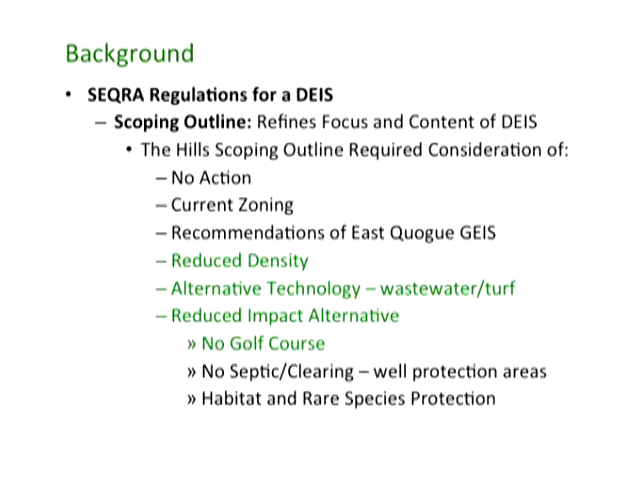 Background
• SEQRA Regulations for a DEIS
– Scoping Outline: Refines Focus and Content of DEIS
• The Hills Scoping Outline Required Consideration of:
– No Action
– Current Zoning
– Recommendations of East Quogue GEIS
– Reduced Density
– Alternative Technology – wastewater/turf
– Reduced Impact Alternative
» No Golf Course
» No Septic/Clearing – well protection areas
» Habitat and Rare Species Protection